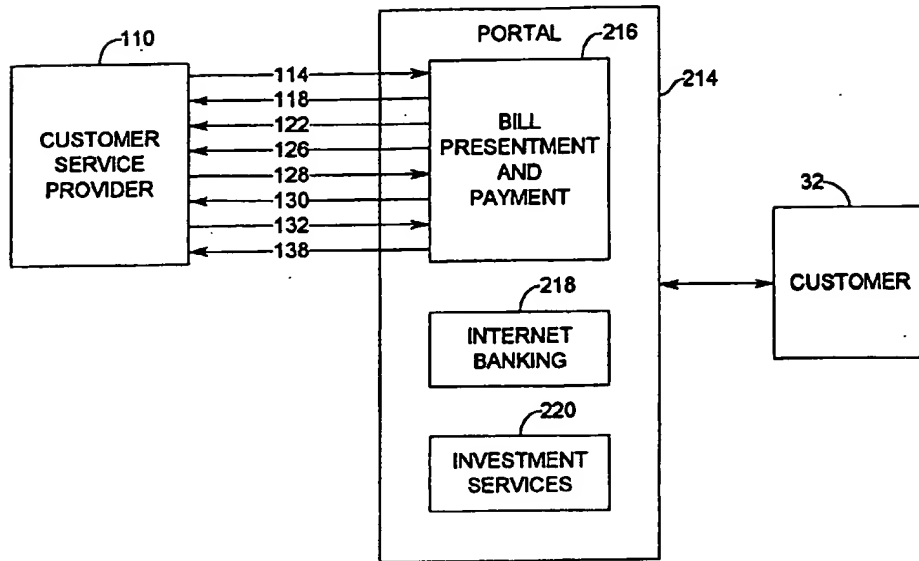 110
CUSTOMER
SERVICE
PROVIDER
114
118
122
126
128
130
132
138
PORTAL
216
BILL
PRESENTMENT
AND
PAYMENT
214
218
INTERNET
BANKING
220
INVESTMENT
SERVICES
32
CUSTOMER